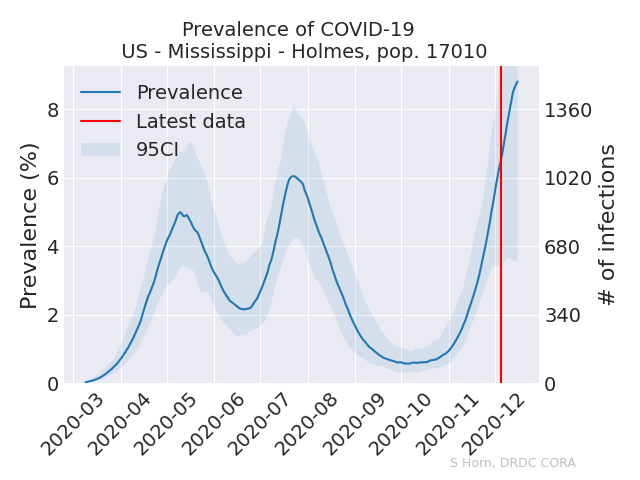 Prevalence of COVID-19
US - Mississippi - Holmes, pop. 17010
Prevalence (%)
8
6
4
2
0
Prevalence
Latest data
95CI
1360
1020
680
340
0
# of infections
2020-03
2020-04
2020-05
2020-06
2020-07
2020-08
2020-09
2020-10
2020-11
2020-12
S Horn, DRDC CORA